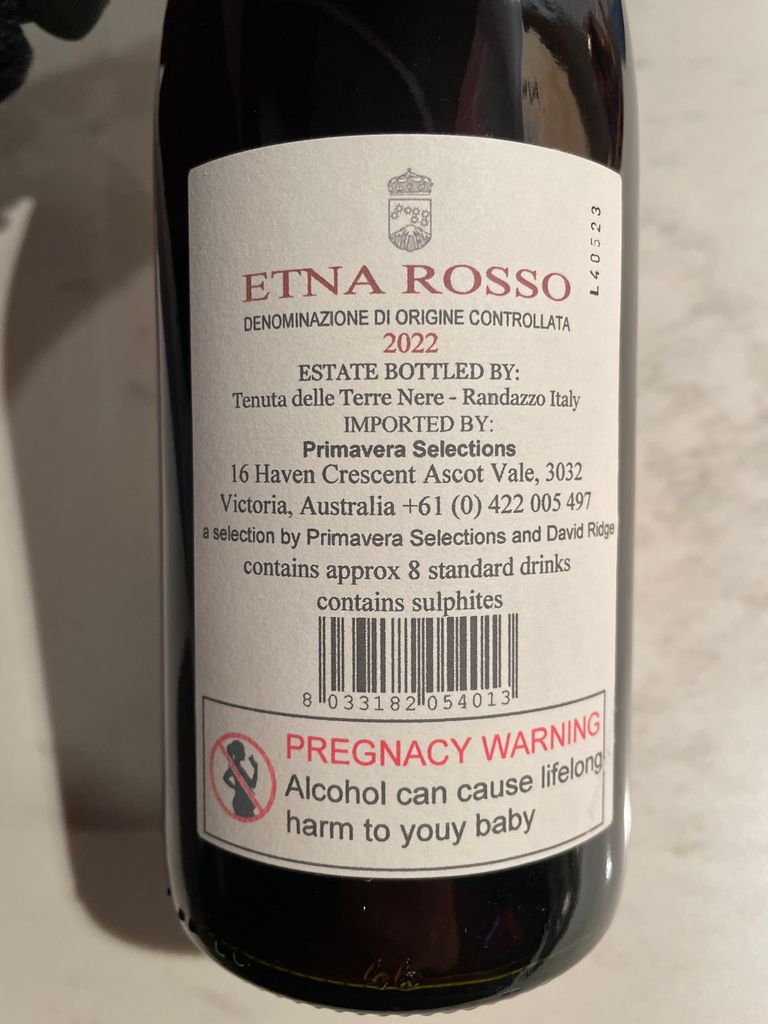 L40523
ETNA ROSSO
DENOMINAZIONE DI ORIGINE CONTROLLATA
2022
ESTATE BOTTLED BY:
Tenuta delle Terre Nere - Randazzo Italy
IMPORTED BY:
Primavera Selections
16 Haven Crescent Ascot Vale, 3032
Victoria, Australia +61 (0) 422 005 497
a selection by Primavera Selections and David Ridge
contains approx 8 standard drinks
contains sulphites
8 033182 054013
PREGNACY WARNING
Alcohol can cause lifelong
harm to youy baby